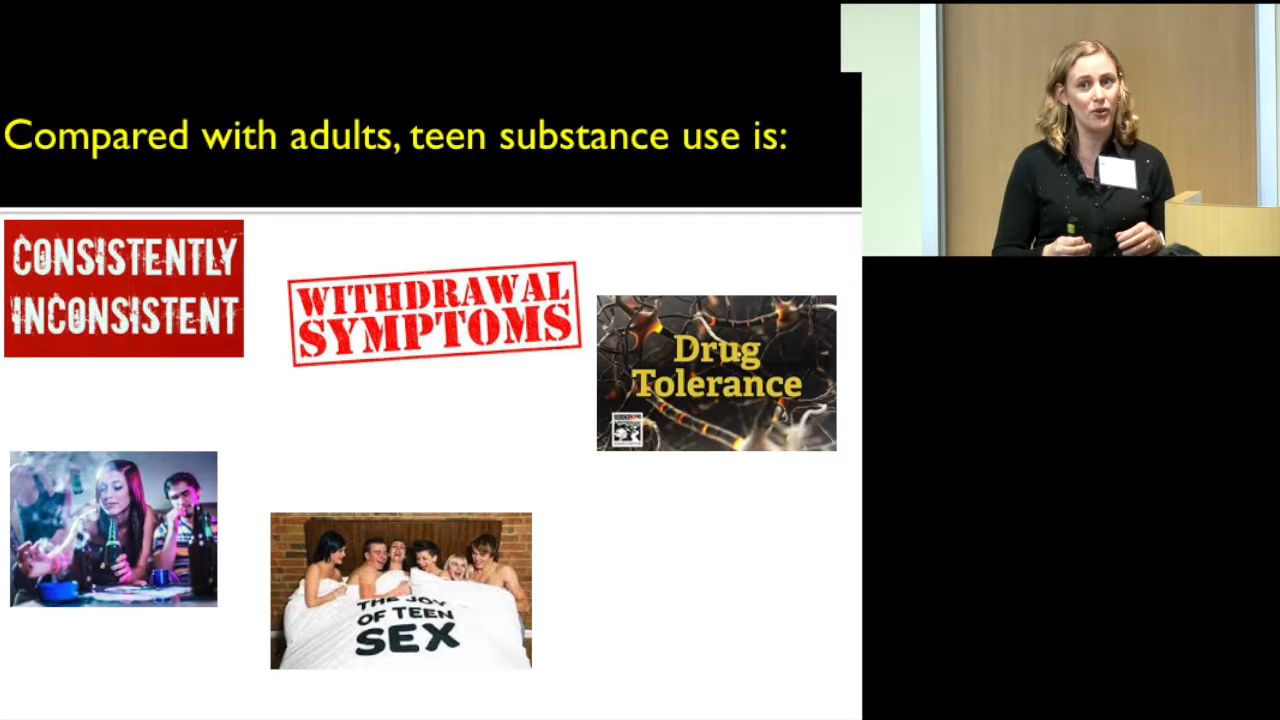 Compared with adults, teen substance use is:
CONSISTENTLY
INCONSISTENT
WITHDRAWAL
SYMPTOMS
Drug
Tolerance
THE JOY
OF TEEN
SEX